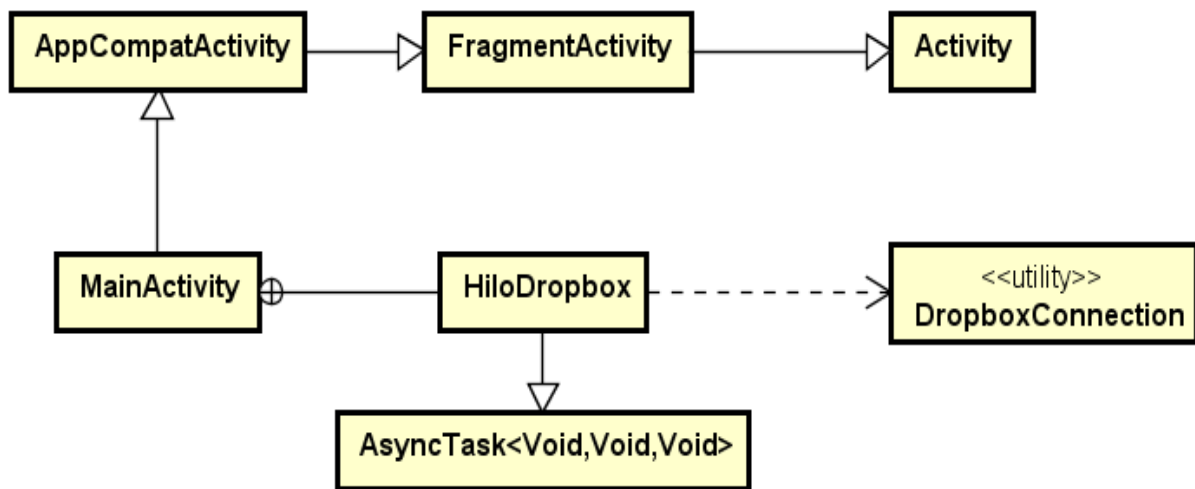 AppCompatActivity
FragmentActivity
Activity
MainActivity
HiloDropbox
<<utility>>
DropboxConnection
AsyncTask<Void,Void,Void>